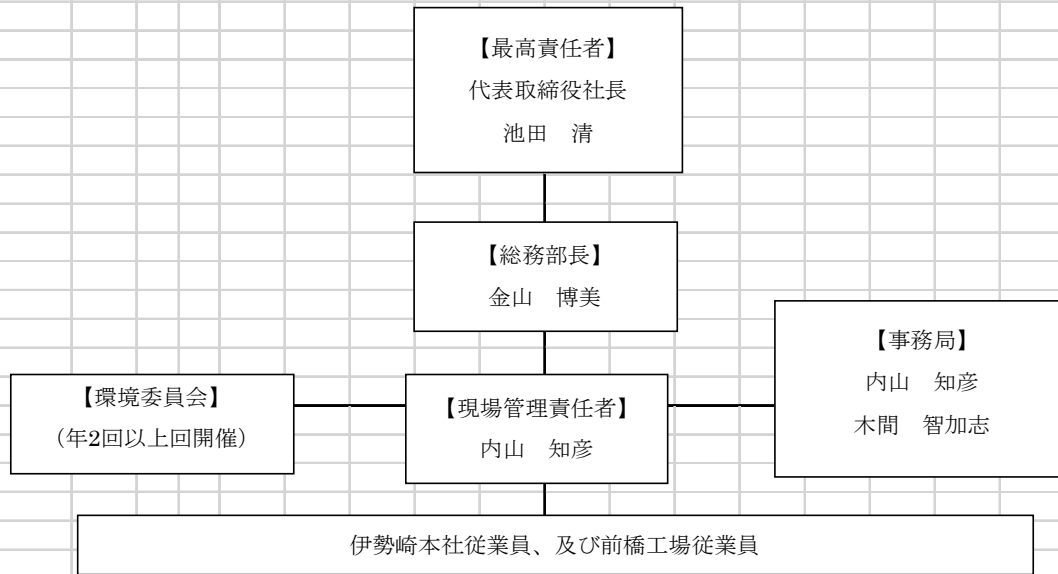 【最高責任者】
代表取締役社長
池田　清
【総務部長】
金山　博美
【事務局】
内山　知彦
木間　智加志
【環境委員会】
（年2回以上回開催）
【現場管理責任者】
内山　知彦
伊勢崎本社従業員、及び前橋工場従業員